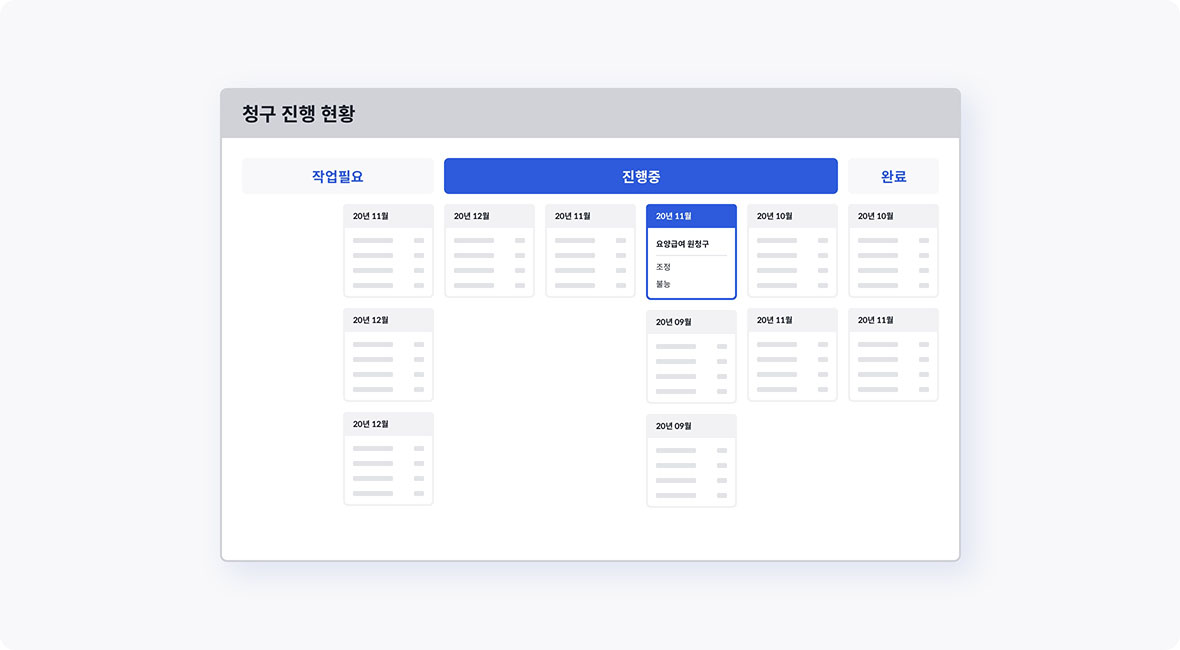 청구 진행 현황
작업필요
진행중
완료
20년 11월
20년 12월
20년 11월
20년 11월
20년 10월
20년 10월
요양급여 원청구
조정
불능
20년 12월
20년 09월
20년 11월
20년 11월
20년 12월
20년 09월